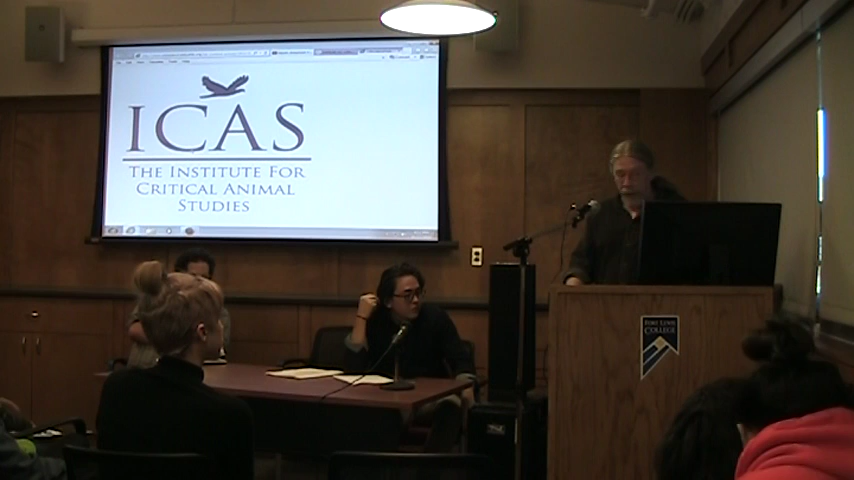 ICAS
THE INSTITUTE FOR
CRITICAL ANIMAL
STUDIES
FORT LEWIS
COLLEGE